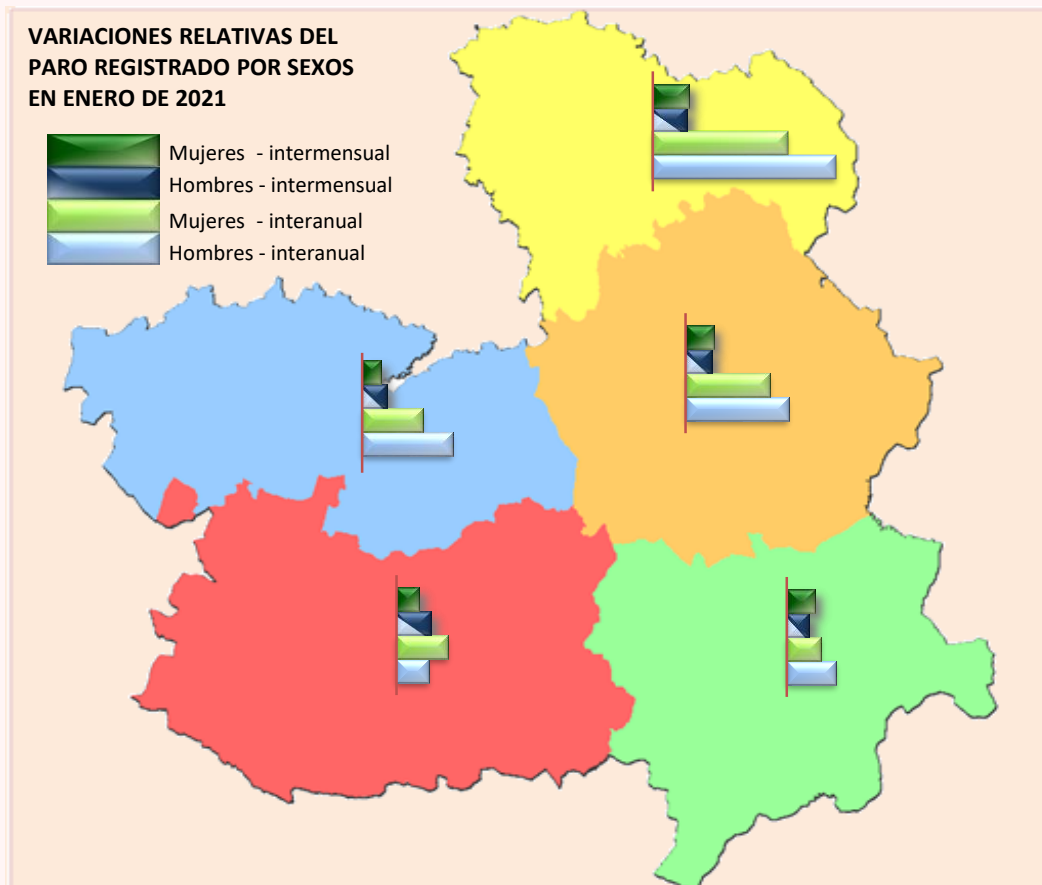 VARIACIONES RELATIVAS DEL
PARO REGISTRADO POR SEXOS
EN ENERO DE 2021
Mujeres - intermensual
Hombres - intermensual
Mujeres - interanual
Hombres - interanual